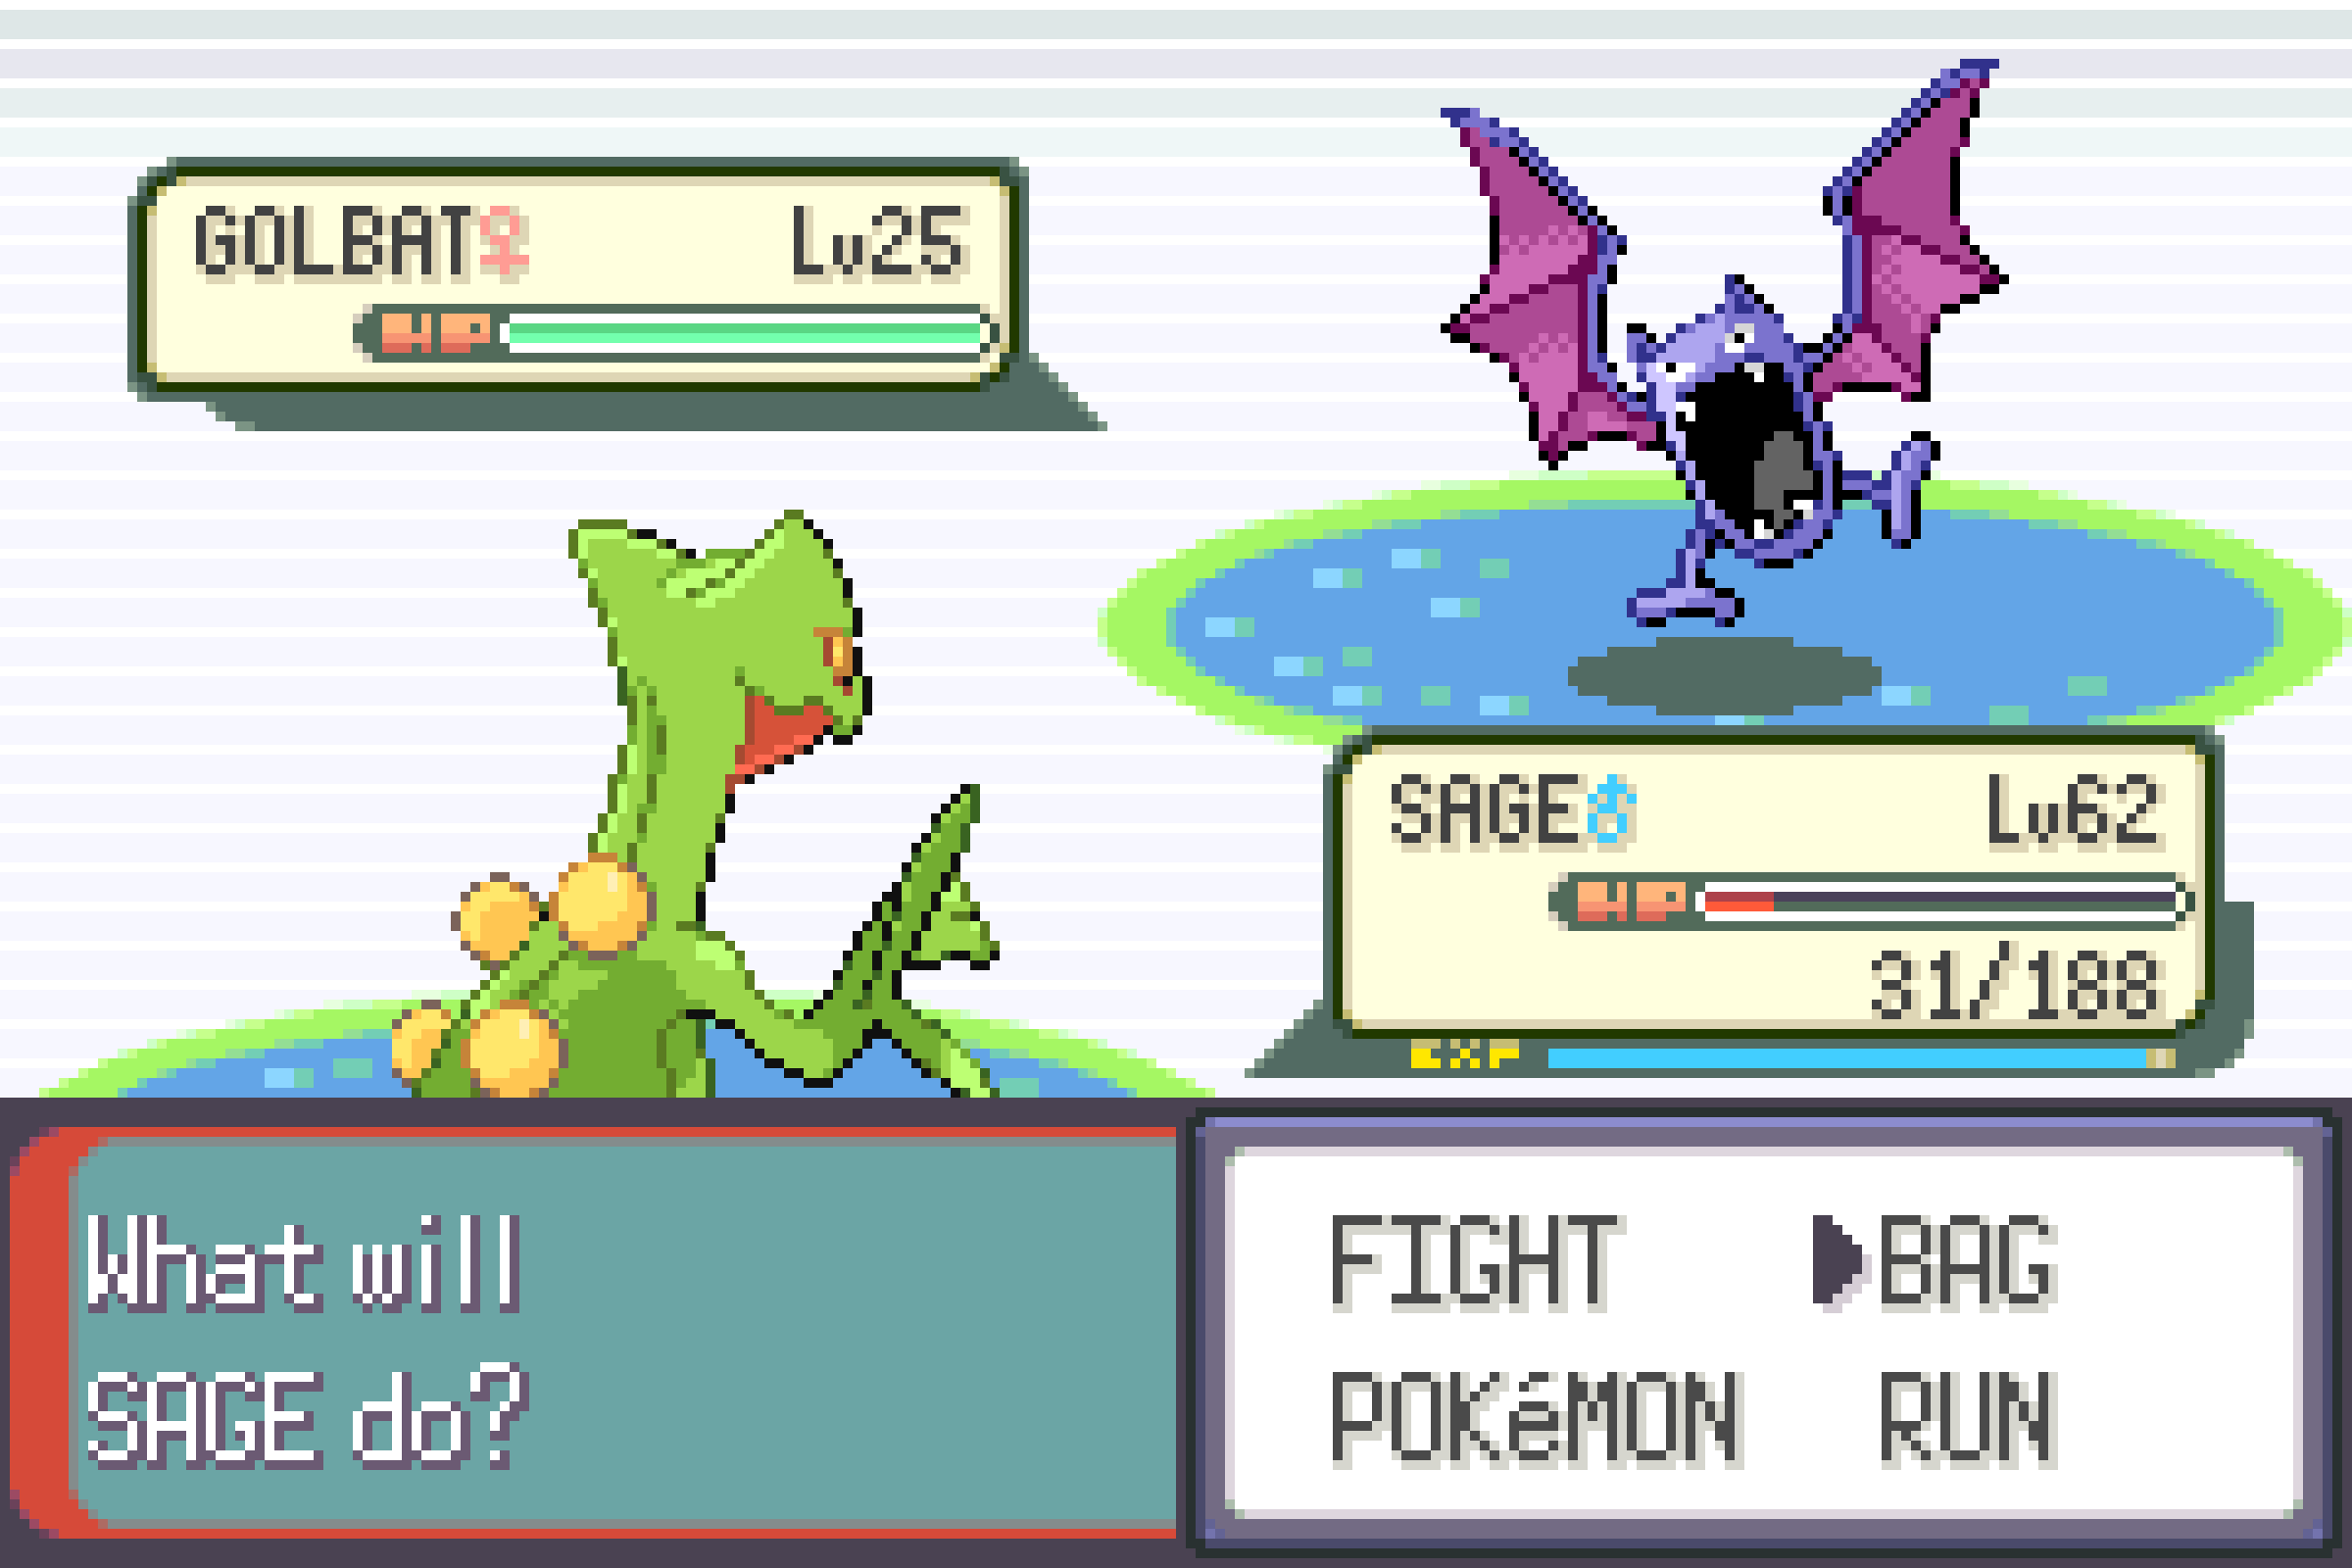 GOLBAT♀ Lv25
HP
SAGE♂ Lv62
HP
31/188
EXP
What will
SAGE do?
FIGHT BAG
POKéMON RUN